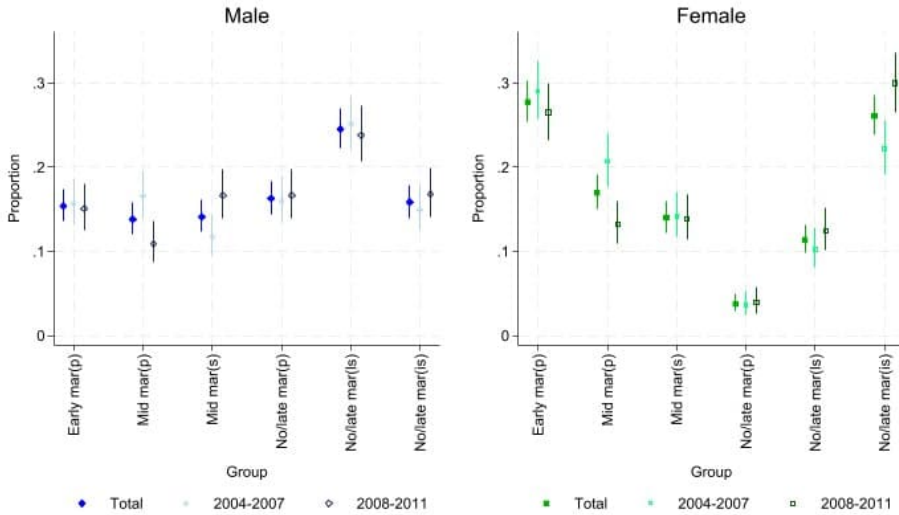 Male
Proportion
.3
.2
.1
0
Early mar(p)
Mid mar(p)
Mid mar(s)
No/late mar(p)
No/late mar(ls)
No/late mar(is)
Group
Total 2004-2007 2008-2011
Female
Proportion
.3
.2
.1
0
Early mar(p)
Mid mar(p)
Mid mar(s)
No/late mar(p)
No/late mar(ls)
No/late mar(is)
Group
Total 2004-2007 2008-2011